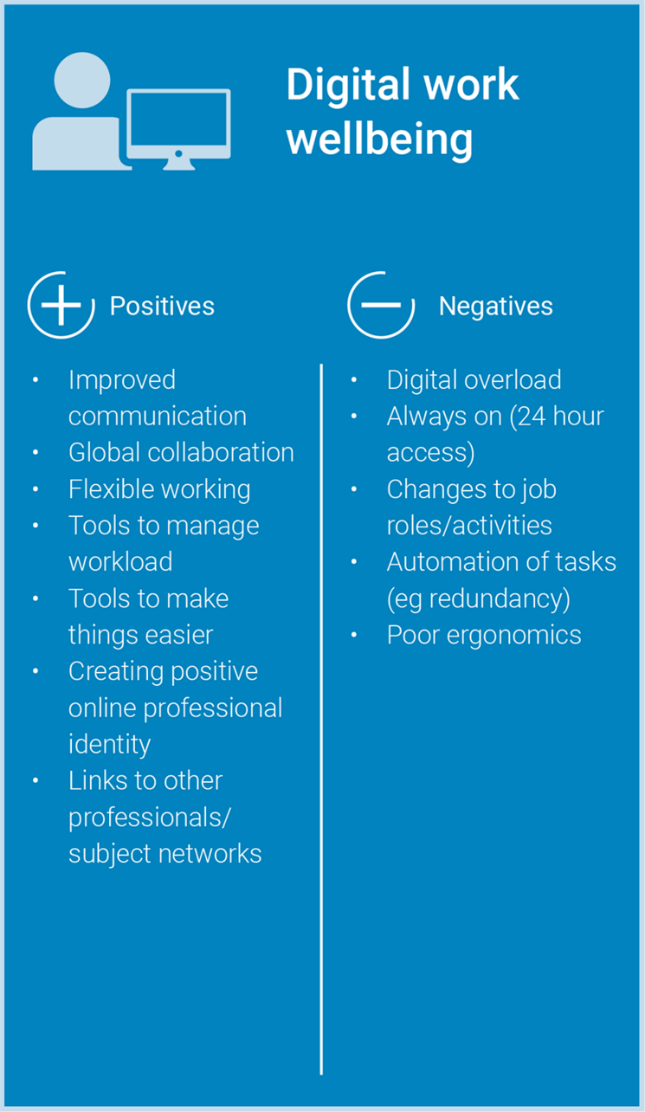 Digital work
wellbeing
Positives
• Improved
communication
• Global collaboration
• Flexible working
• Tools to manage
workload
• Tools to make
things easier
• Creating positive
online professional
identity
• Links to other
professionals/
subject networks
Negatives
• Digital overload
• Always on (24 hour
access)
• Changes to job
roles/activities
• Automation of tasks
(eg redundancy)
• Poor ergonomics